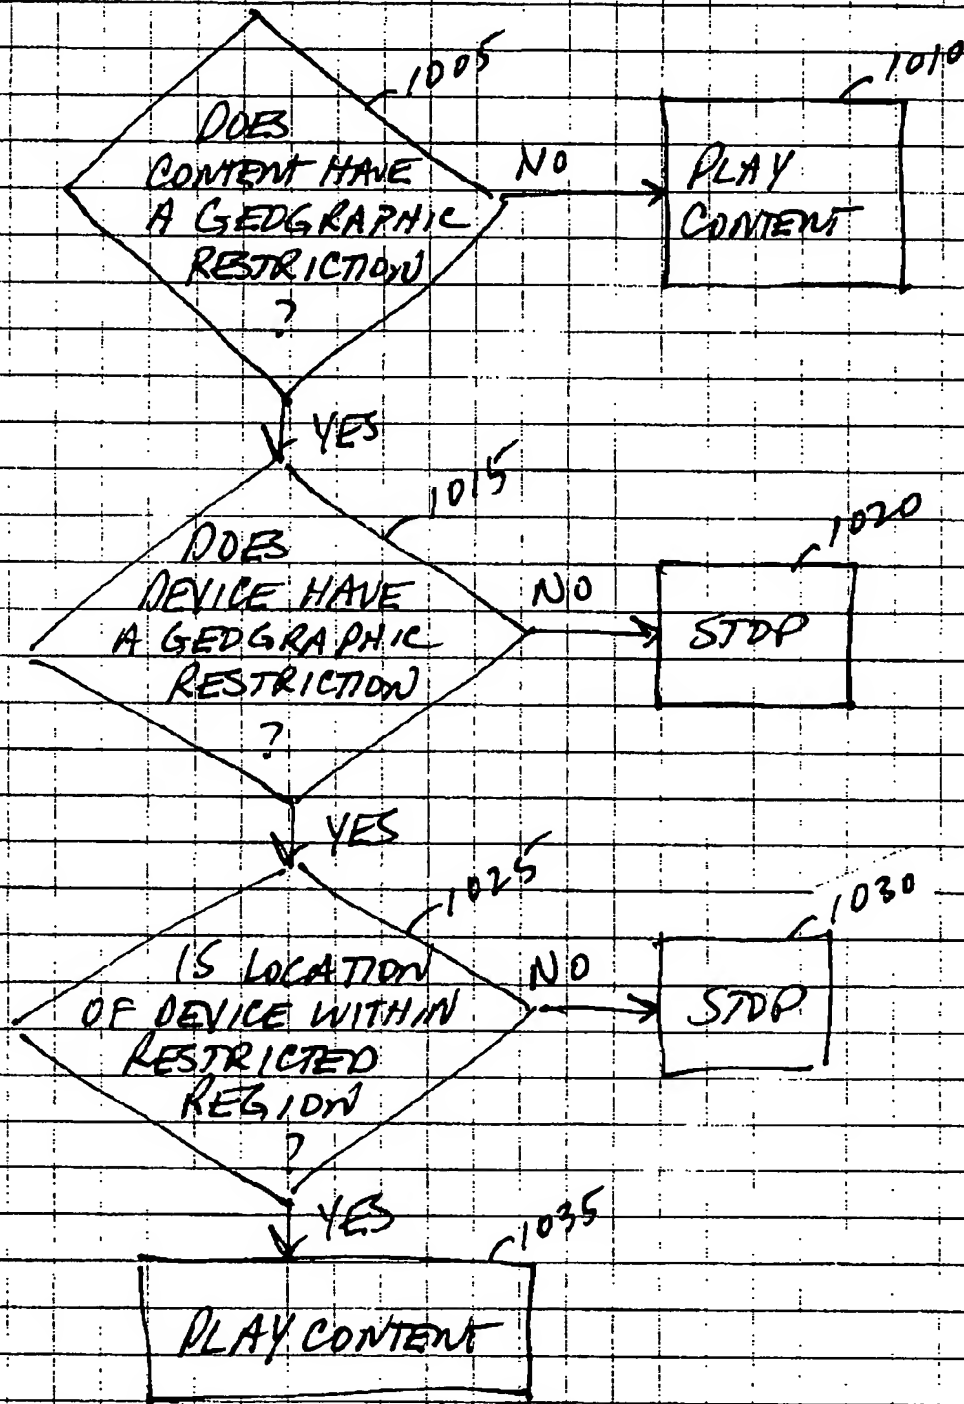 1005
DOES
CONTENT HAVE
A GEOGRAPHIC
RESTRICTION
?
NO
1010
PLAY
CONTENT
YES
1015
DOES
DEVICE HAVE
A GEOGRAPHIC
RESTRICTION
?
NO
1020
STOP
YES
1025
IS LOCATION
OF DEVICE WITHIN
RESTRICTED
REGION
?
NO
1030
STOP
YES
1035
PLAY CONTENT